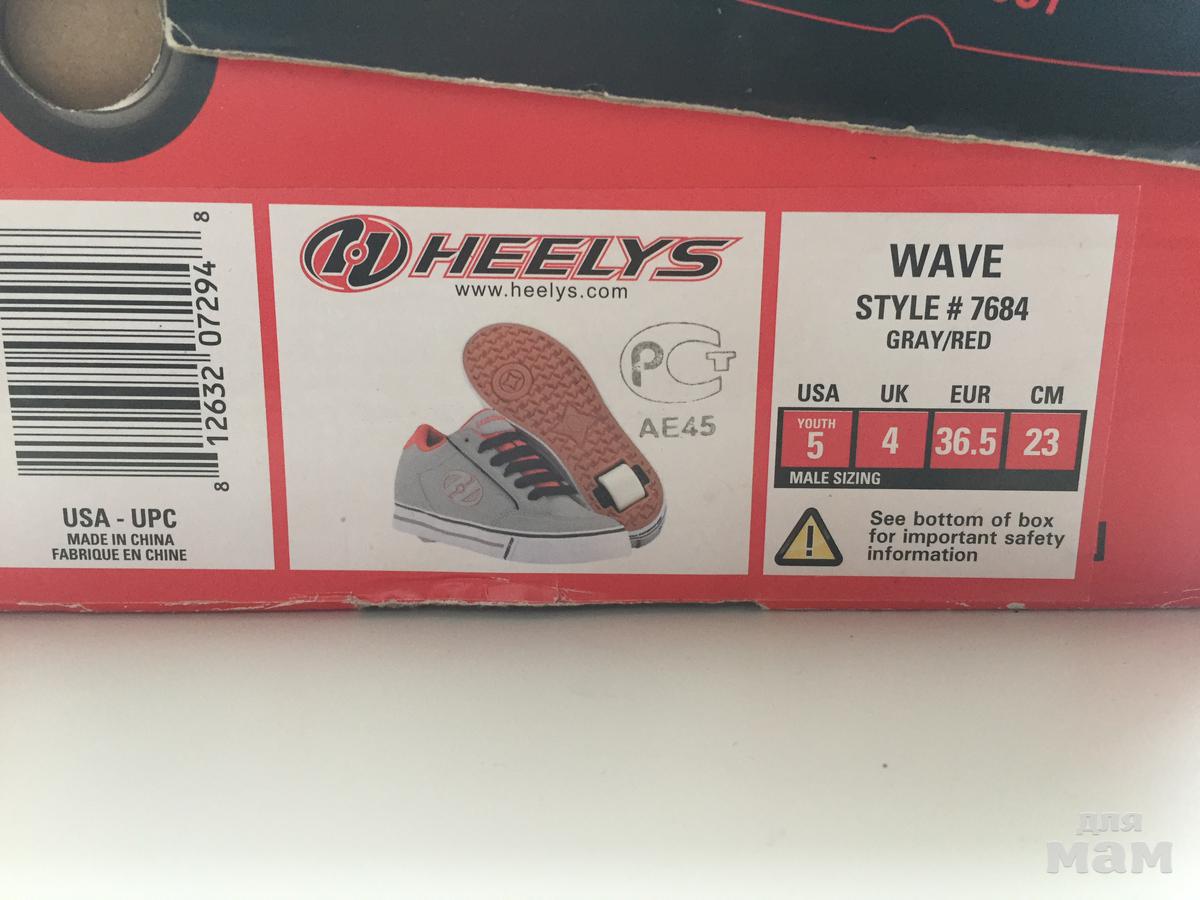 8 12632 07294 8
USA - UPC
MADE IN CHINA
FABRIQUE EN CHINE
HEELYS
www.heelys.com
РСТ
AE45
WAVE
STYLE # 7684
GRAY/RED
USA UK EUR CM
YOUTH
5 4 36.5 23
MALE SIZING
See bottom of box
for important safety
information
для
мам